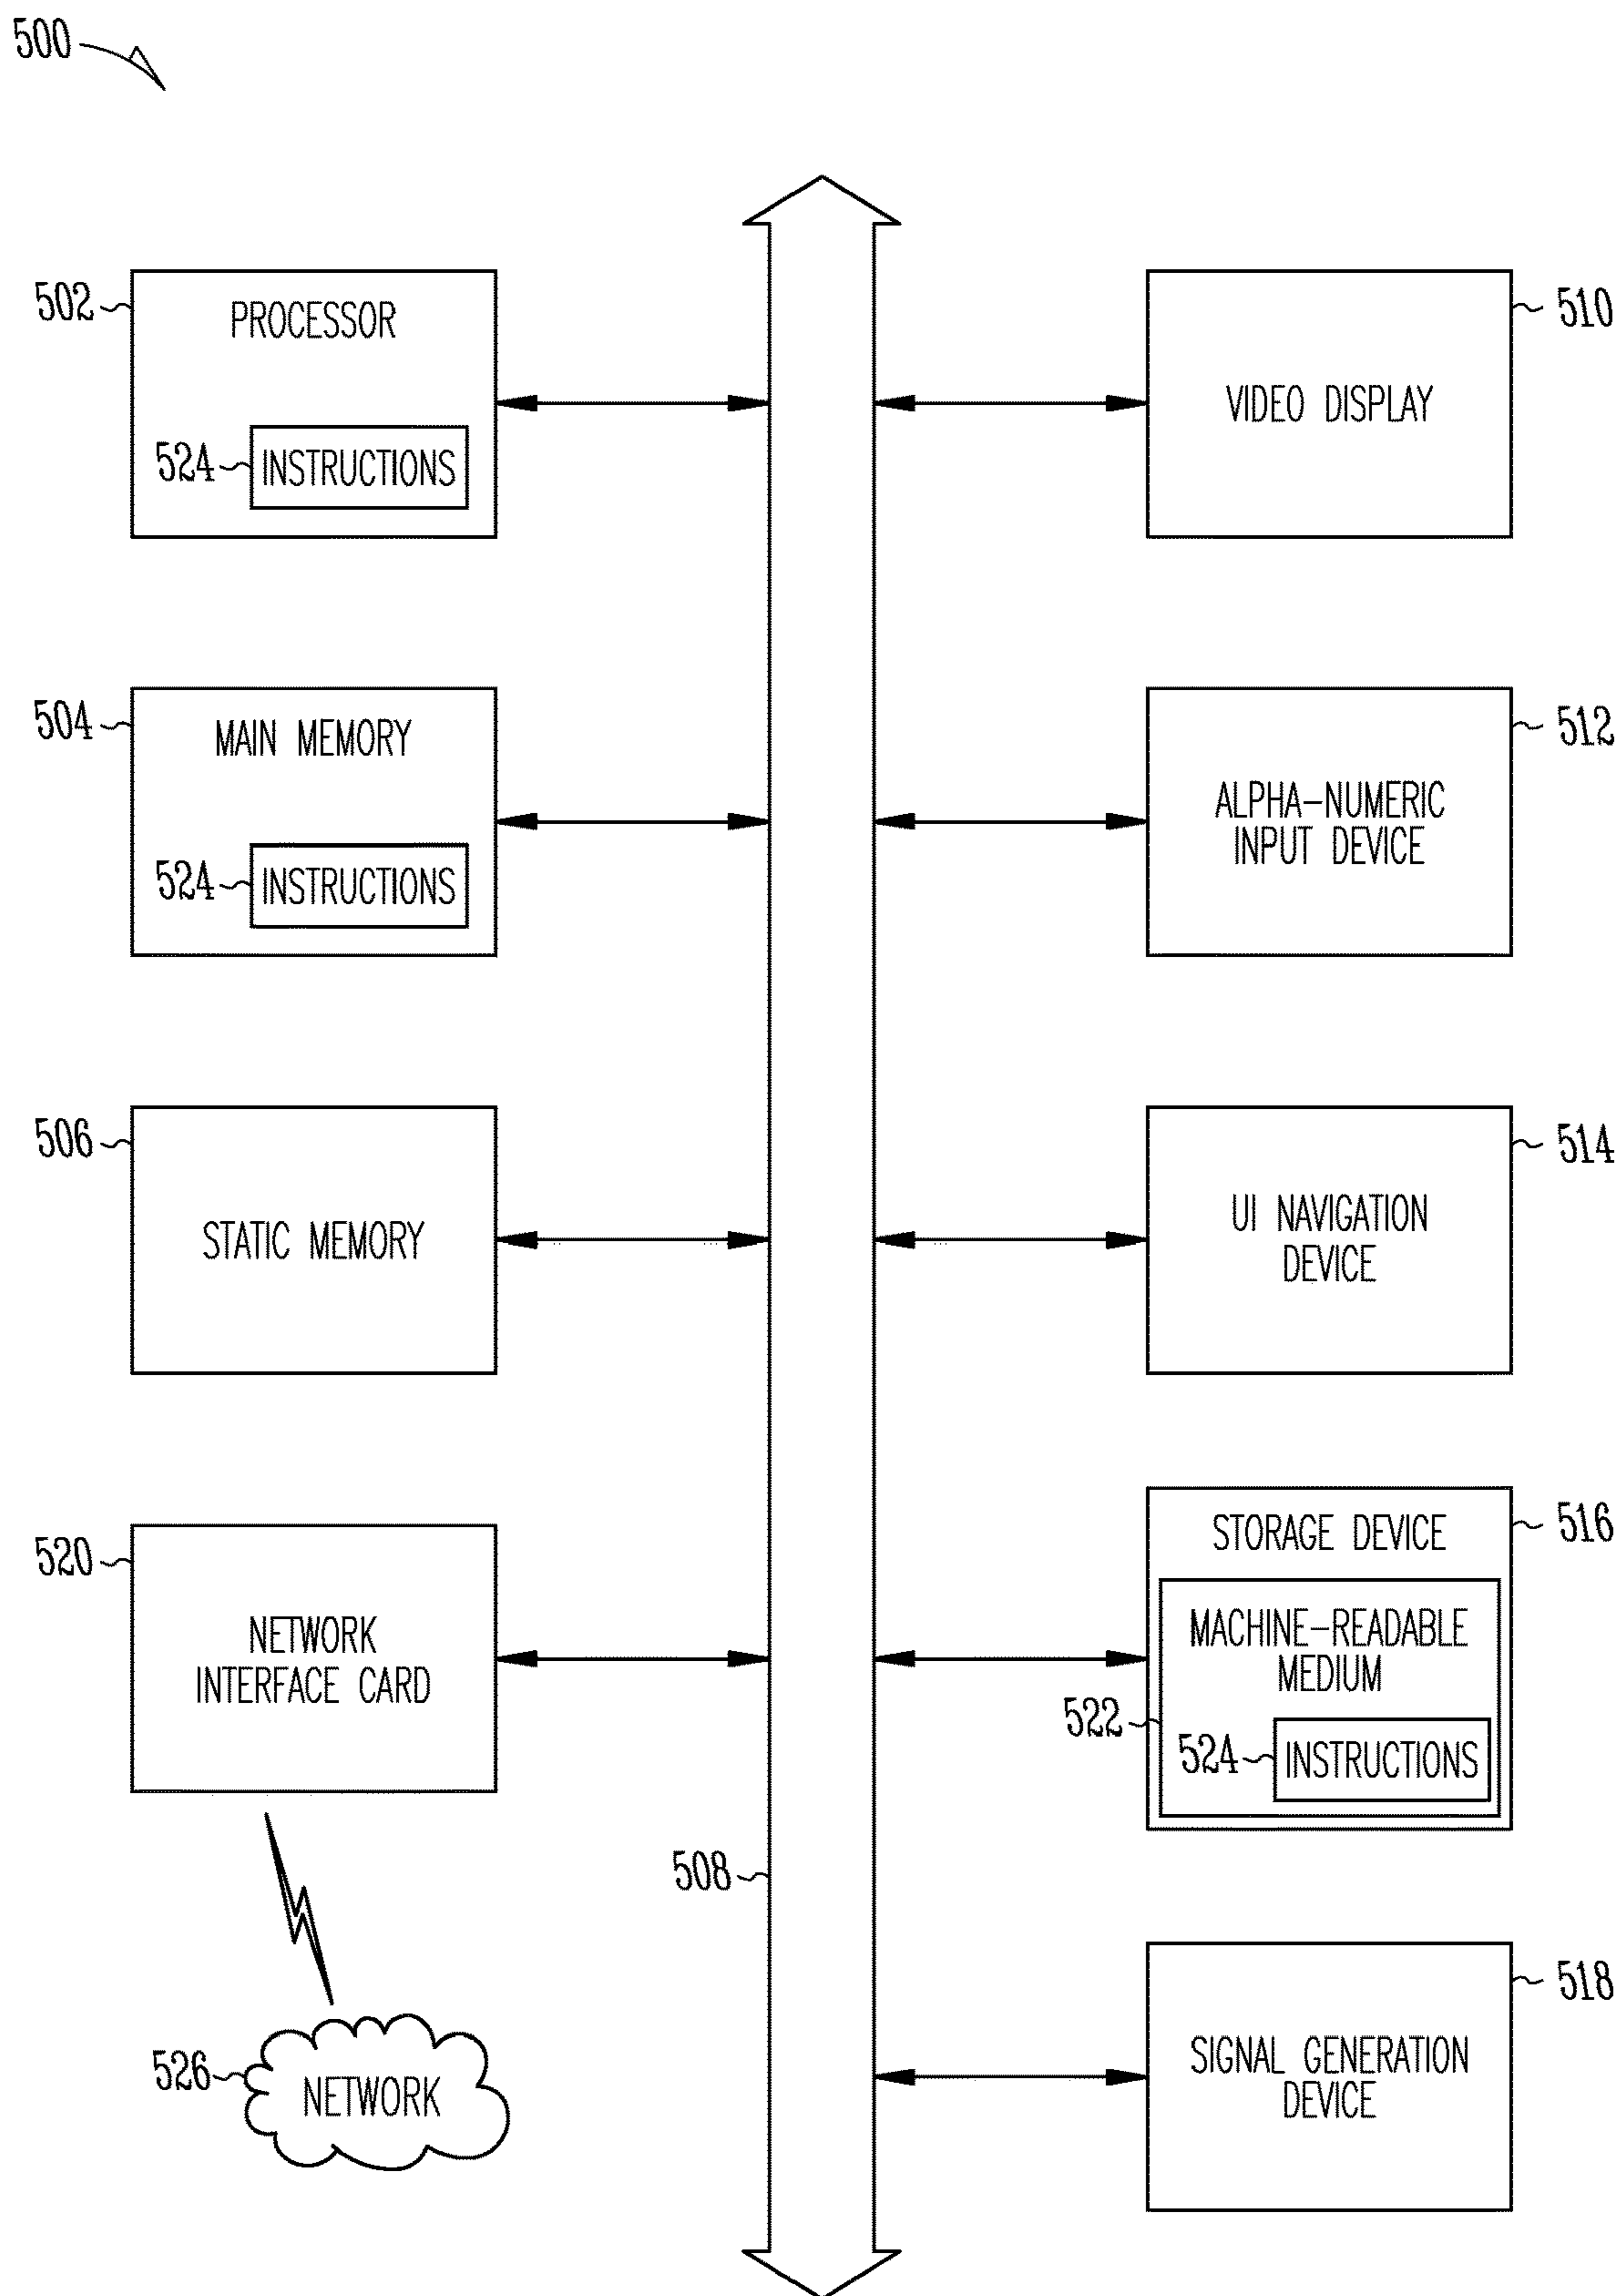 500
502
PROCESSOR
524
INSTRUCTIONS
504
MAIN MEMORY
524
INSTRUCTIONS
506
STATIC MEMORY
520
NETWORK
INTERFACE CARD
526
NETWORK
508
510
VIDEO DISPLAY
512
ALPHA-NUMERIC
INPUT DEVICE
514
UI NAVIGATION
DEVICE
516
STORAGE DEVICE
522
MACHINE-READABLE
MEDIUM
524
INSTRUCTIONS
518
SIGNAL GENERATION
DEVICE